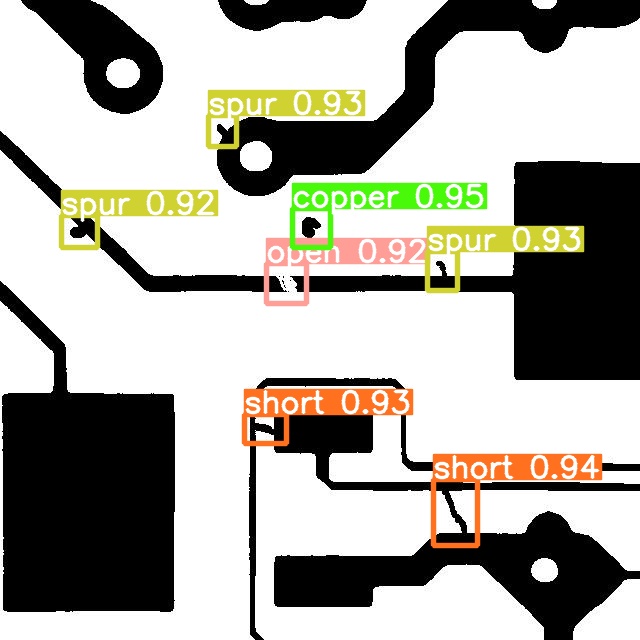 spur 0.93
spur 0.92
copper 0.95
open 0.92
spur 0.93
short 0.93
short 0.94